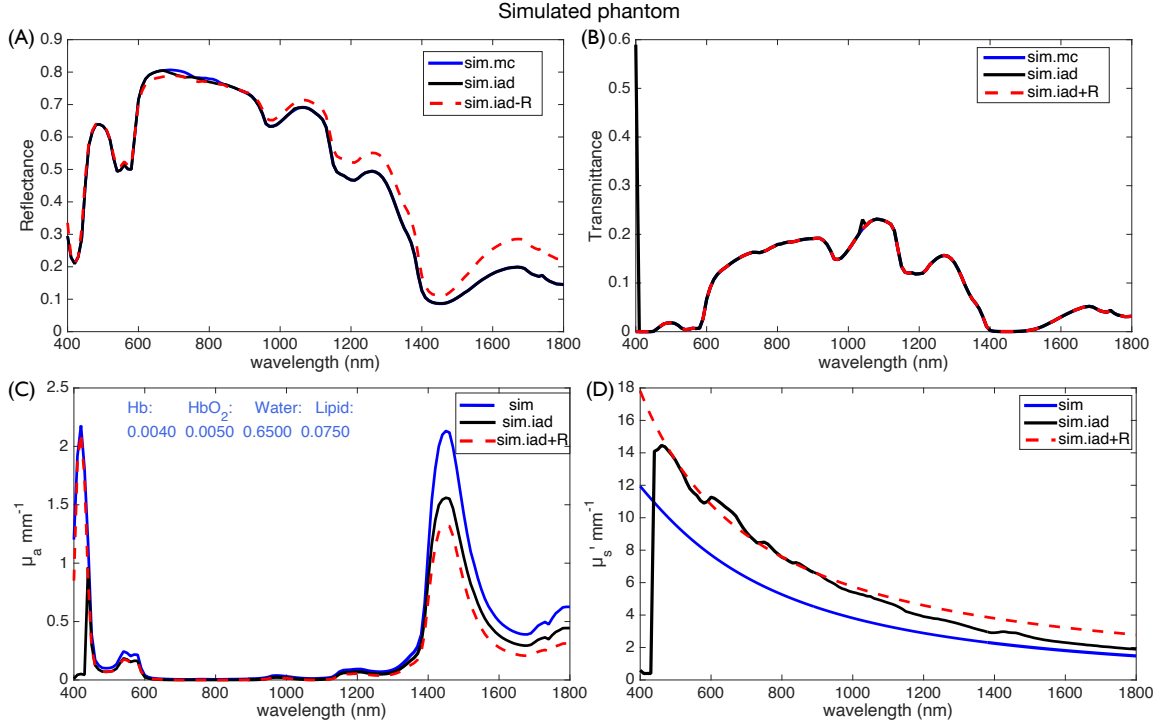 Simulated phantom
(A)
0.9
0.8
0.7
0.6
0.5
0.4
0.3
0.2
0.1
0
Reflectance
400 600 800 1000 1200 1400 1600 1800
wavelength (nm)
sim.mc
sim.iad
sim.iad-R
(B)
0.6
0.5
0.4
0.3
0.2
0.1
0
Transmittance
400 600 800 1000 1200 1400 1600 1800
wavelength (nm)
sim.mc
sim.iad
sim.iad+R
(C)
2.5
2
1.5
1
0.5
0
μa mm-1
400 600 800 1000 1200 1400 1600 1800
wavelength (nm)
Hb: HbO2: Water: Lipid:
0.0040 0.0050 0.6500 0.0750
sim
sim.iad
sim.iad+R
(D)
18
16
14
12
10
8
6
4
2
0
μs' mm-1
400 600 800 1000 1200 1400 1600 1800
wavelength (nm)
sim
sim.iad
sim.iad+R